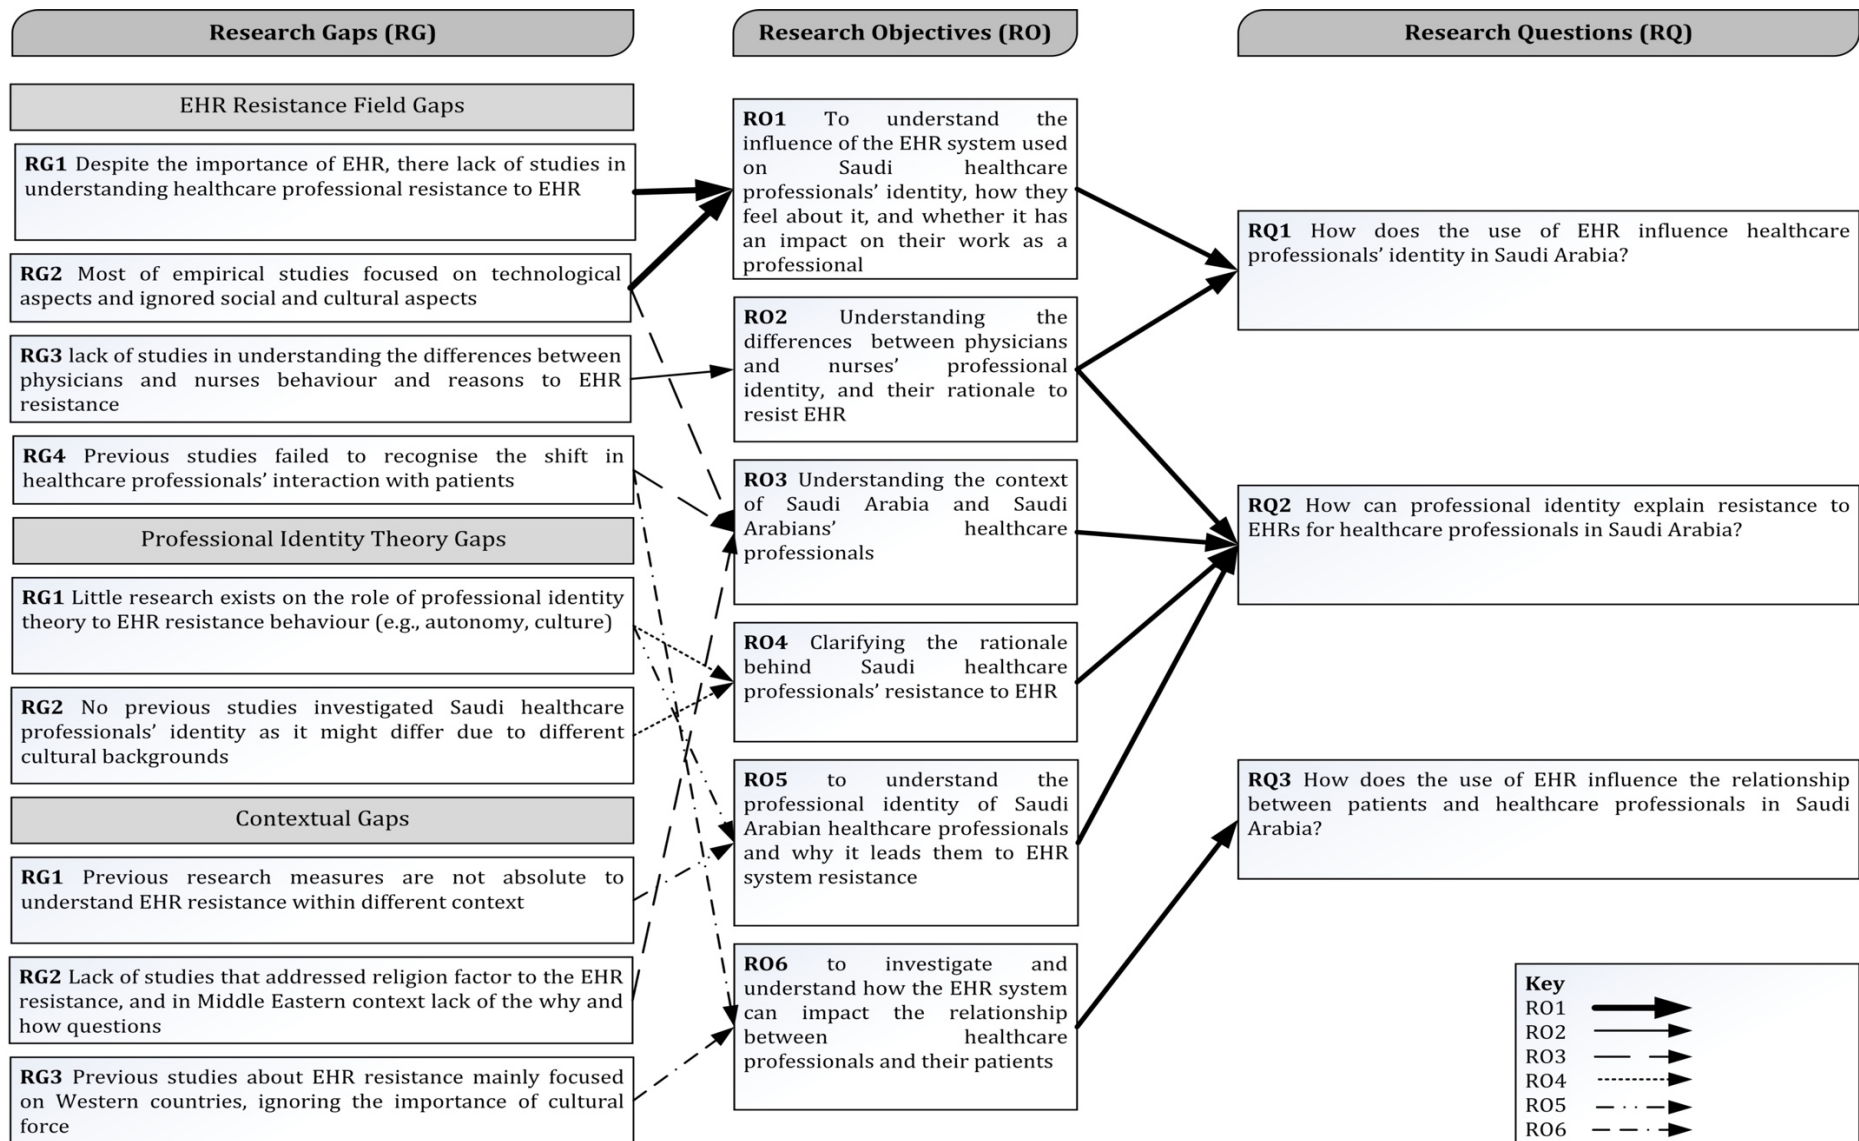 Research Gaps (RG)
EHR Resistance Field Gaps
RG1 Despite the importance of EHR, there lack of studies in
understanding healthcare professional resistance to EHR
RG2 Most of empirical studies focused on technological
aspects and ignored social and cultural aspects
RG3 lack of studies in understanding the differences between
physicians and nurses behaviour and reasons to EHR
resistance
RG4 Previous studies failed to recognise the shift in
healthcare professionals' interaction with patients
Professional Identity Theory Gaps
RG1 Little research exists on the role of professional identity
theory to EHR resistance behaviour (e.g., autonomy, culture)
RG2 No previous studies investigated Saudi healthcare
professionals' identity as it might differ due to different
cultural backgrounds
Contextual Gaps
RG1 Previous research measures are not absolute to
understand EHR resistance within different context
RG2 Lack of studies that addressed religion factor to the EHR
resistance, and in Middle Eastern context lack of the why and
how questions
RG3 Previous studies about EHR resistance mainly focused
on Western countries, ignoring the importance of cultural
force
Research Objectives (RO)
RO1 To understand the
influence of the EHR system used
on Saudi healthcare
professionals' identity, how they
feel about it, and whether it has
an impact on their work as a
professional
RO2 Understanding the
differences between physicians
and nurses' professional
identity, and their rationale to
resist EHR
RO3 Understanding the context
of Saudi Arabia and Saudi
Arabians' healthcare
professionals
RO4 Clarifying the rationale
behind Saudi healthcare
professionals' resistance to EHR
RO5 to understand the
professional identity of Saudi
Arabian healthcare professionals
and why it leads them to EHR
system resistance
RO6 to investigate and
understand how the EHR system
can impact the relationship
between healthcare
professionals and their patients
Research Questions (RQ)
RQ1 How does the use of EHR influence healthcare
professionals' identity in Saudi Arabia?
RQ2 How can professional identity explain resistance to
EHRs for healthcare professionals in Saudi Arabia?
RQ3 How does the use of EHR influence the relationship
between patients and healthcare professionals in Saudi
Arabia?
Key
RO1
RO2
RO3
RO4
RO5
RO6